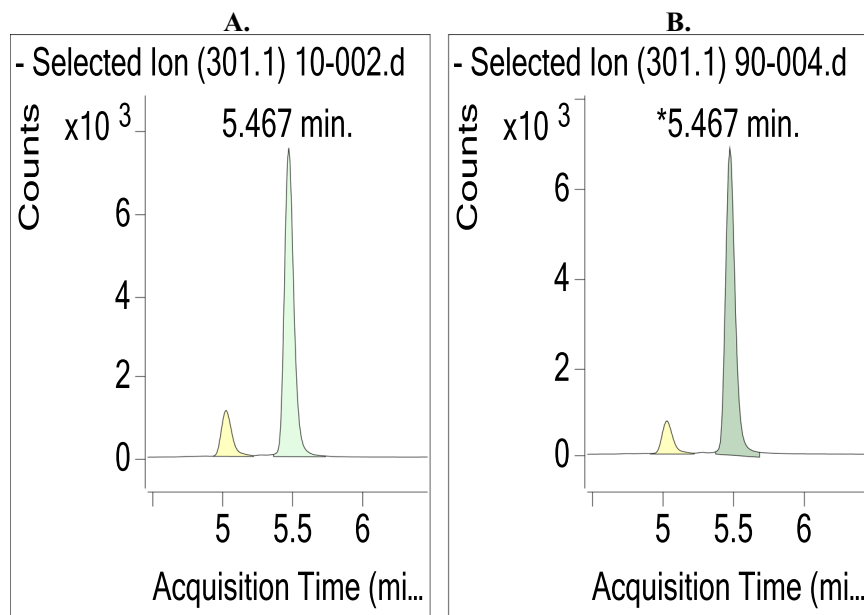 A.
- Selected Ion (301.1) 10-002.d
Counts
x10 3
5.467 min.
6
4
2
0
5 5.5 6
Acquisition Time (mi...
B.
- Selected Ion (301.1) 90-004.d
Counts
x10 3
*5.467 min.
6
4
2
0
5 5.5 6
Acquisition Time (mi...